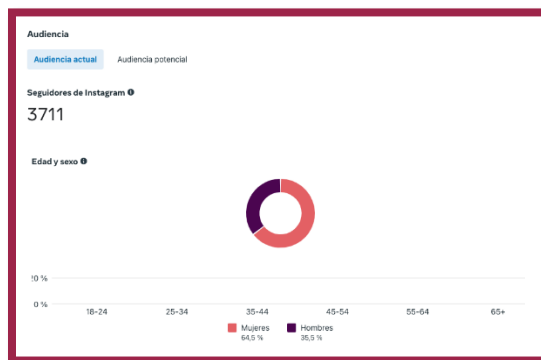 Audiencia
Audiencia actual Audiencia potencial
Seguidores de Instagram
3711
Edad y sexo
20 %
0 %
18-24 25-34 35-44 45-54 55-64 65+
Mujeres Hombres
64,5 % 35,5 %